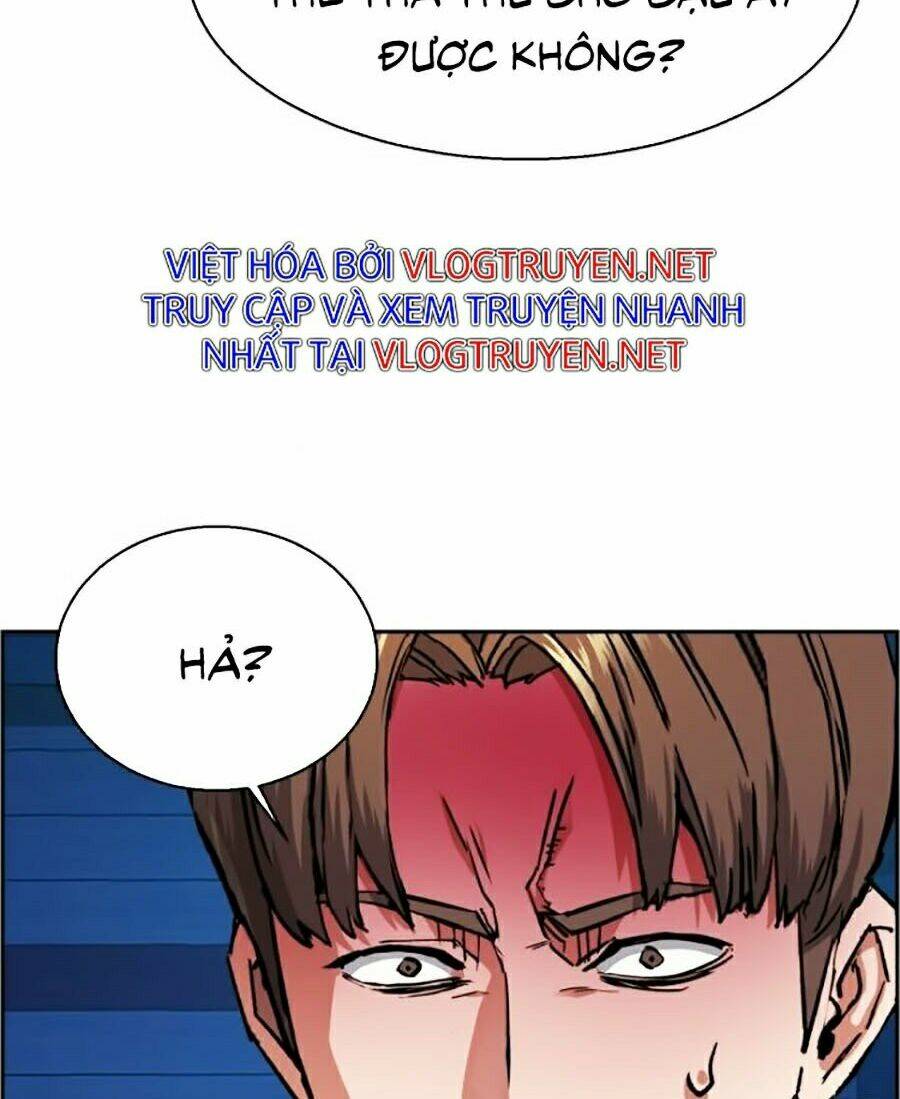 ĐƯỢC KHÔNG?
VIỆT HÓA BỞI VLOGTRUYEN.NET
TRUY CẬP VÀ XEM TRUYỆN NHANH
NHẤT TẠI VLOGTRUYEN.NET
HẢ?